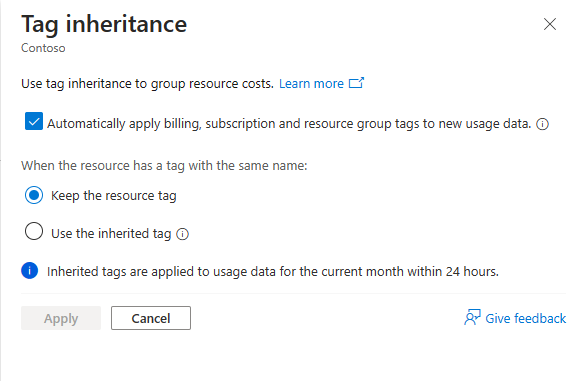 Tag inheritance
Contoso
Use tag inheritance to group resource costs. Learn more
Automatically apply billing, subscription and resource group tags to new usage data.
When the resource has a tag with the same name:
Keep the resource tag
Use the inherited tag
Inherited tags are applied to usage data for the current month within 24 hours.
Apply Cancel Give feedback